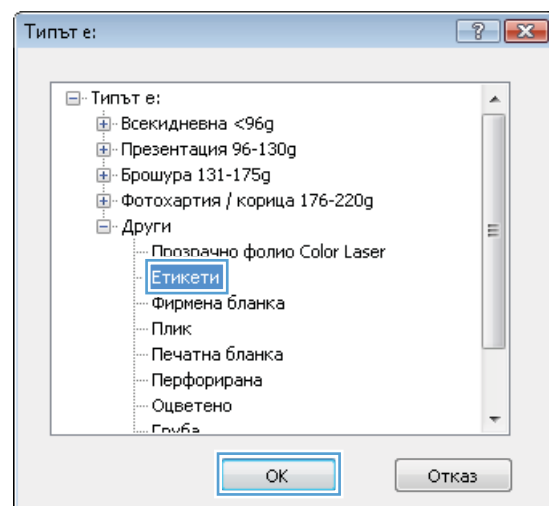 Типът е:
Типът е:
Всекидневна <96g
Презентация 96-130g
Брошура 131-175g
Фотохартия / корица 176-220g
Други
Прозрачно фолио Color Laser
Етикети
Фирмена бланка
Плик
Печатна бланка
Перфорирана
Оцветено
Груба
OK Отказ